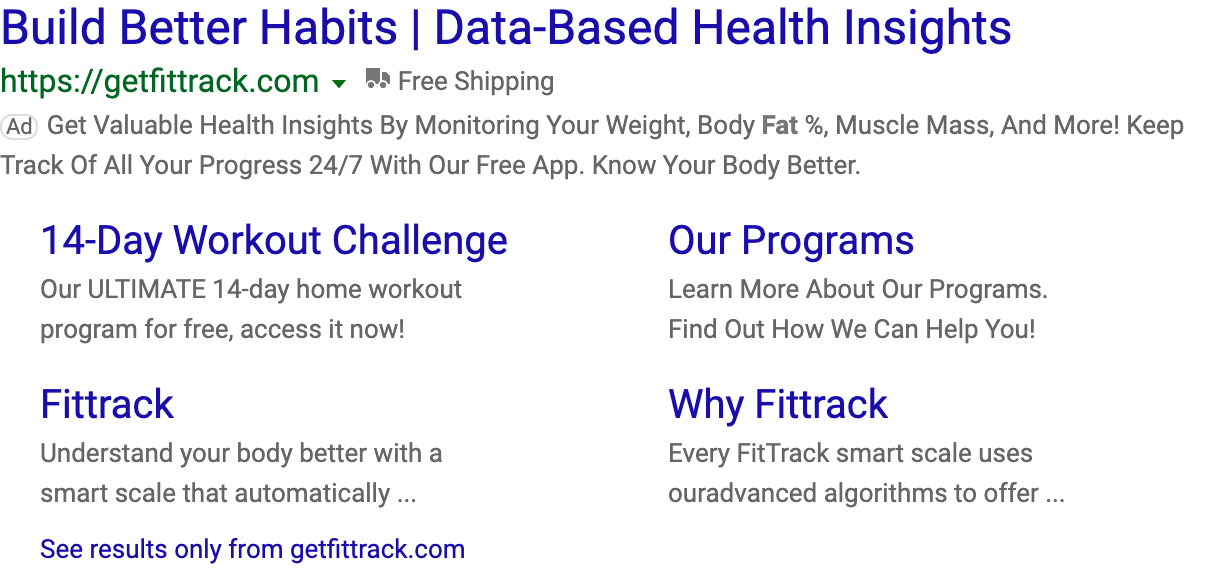 Build Better Habits | Data-Based Health Insights
https://getfittrack.com Free Shipping
Ad Get Valuable Health Insights By Monitoring Your Weight, Body Fat %, Muscle Mass, And More! Keep
Track Of All Your Progress 24/7 With Our Free App. Know Your Body Better.
14-Day Workout Challenge
Our ULTIMATE 14-day home workout
program for free, access it now!
Our Programs
Learn More About Our Programs.
Find Out How We Can Help You!
Fittrack
Understand your body better with a
smart scale that automatically ...
Why Fittrack
Every FitTrack smart scale uses
ouradvanced algorithms to offer ...
See results only from getfittrack.com